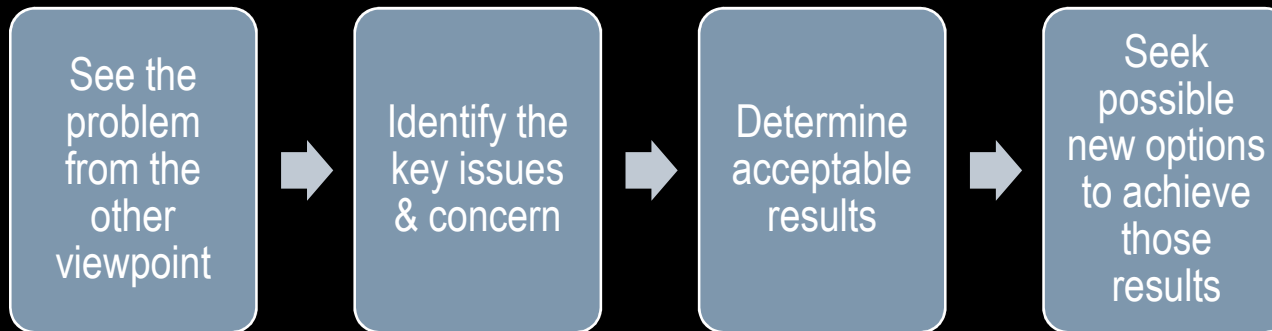 See the
problem
from the
other
viewpoint
Identify the
key issues
& concern
Determine
acceptable
results
Seek
possible
new options
to achieve
those
results